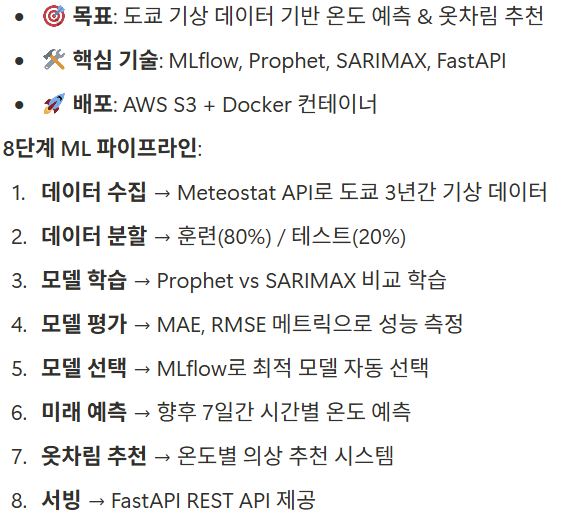 • 🎯 목표: 도쿄 기상 데이터 기반 온도 예측 & 옷차림 추천
• 🛠️ 핵심 기술: MLflow, Prophet, SARIMAX, FastAPI
• 🚀 배포: AWS S3 + Docker 컨테이너
8단계 ML 파이프라인:
1. 데이터 수집 → Meteostat API로 도쿄 3년간 기상 데이터
2. 데이터 분할 → 훈련(80%) / 테스트(20%)
3. 모델 학습 → Prophet vs SARIMAX 비교 학습
4. 모델 평가 → MAE, RMSE 메트릭으로 성능 측정
5. 모델 선택 → MLflow로 최적 모델 자동 선택
6. 미래 예측 → 향후 7일간 시간별 온도 예측
7. 옷차림 추천 → 온도별 의상 추천 시스템
8. 서빙 → FastAPI REST API 제공